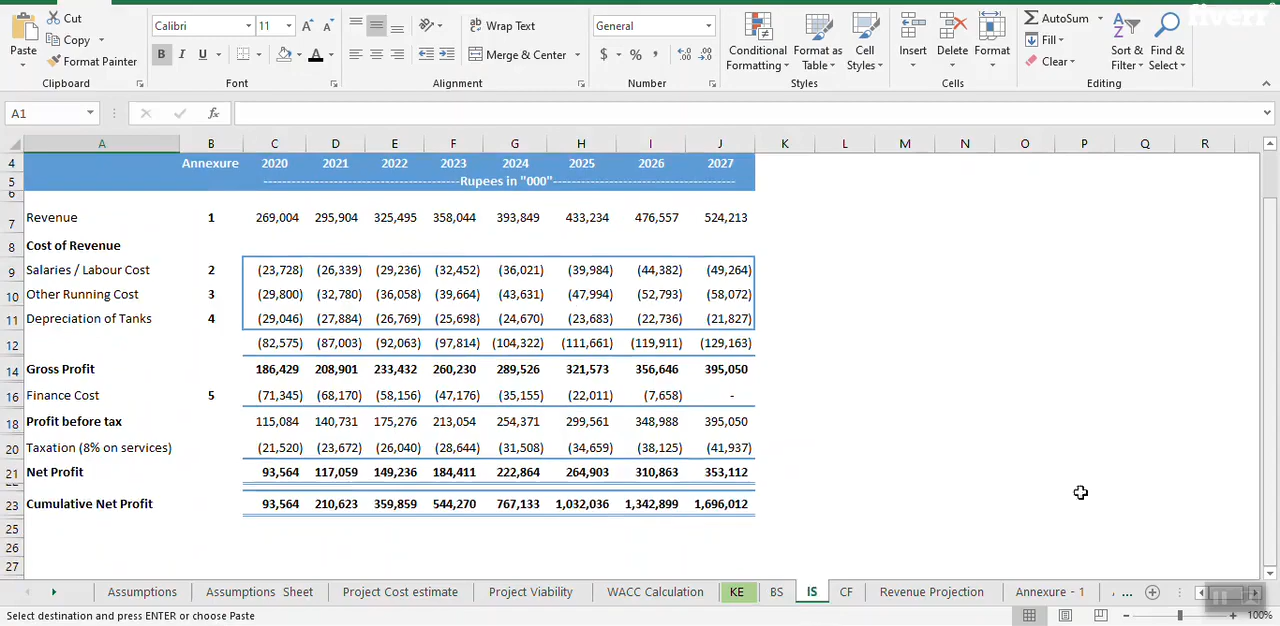 Cut
Copy
Format Painter
Paste
Clipboard
Calibri 11 A A
B I U A
Font
Wrap Text
Merge & Center
Alignment
General
$ % , .00 .0
Number
Conditional Formatting
Format as Table
Cell Styles
Styles
Insert Delete Format
Cells
AutoSum
Fill
Clear
Sort & Filter
Find & Select
Editing
fiverr
A1 fx
A B C D E F G H I J K L M N O P Q R
4 Annexure 2020 2021 2022 2023 2024 2025 2026 2027
5 Rupees in "000"
6
7 Revenue 1 269,004 295,904 325,495 358,044 393,849 433,234 476,557 524,213
8 Cost of Revenue
9 Salaries / Labour Cost 2 (23,728) (26,339) (29,236) (32,452) (36,021) (39,984) (44,382) (49,264)
10 Other Running Cost 3 (29,800) (32,780) (36,058) (39,664) (43,631) (47,994) (52,793) (58,072)
11 Depreciation of Tanks 4 (29,046) (27,884) (26,769) (25,698) (24,670) (23,683) (22,736) (21,827)
12 (82,575) (87,003) (92,063) (97,814) (104,322) (111,661) (119,911) (129,163)
14 Gross Profit 186,429 208,901 233,432 260,230 289,526 321,573 356,646 395,050
16 Finance Cost 5 (71,345) (68,170) (58,156) (47,176) (35,155) (22,011) (7,658) -
18 Profit before tax 115,084 140,731 175,276 213,054 254,371 299,561 348,988 395,050
20 Taxation (8% on services) (21,520) (23,672) (26,040) (28,644) (31,508) (34,659) (38,125) (41,937)
21 Net Profit 93,564 117,059 149,236 184,411 222,864 264,903 310,863 353,112
23 Cumulative Net Profit 93,564 210,623 359,859 544,270 767,133 1,032,036 1,342,899 1,696,012
25
26
27
Assumptions Assumptions Sheet Project Cost estimate Project Viability WACC Calculation KE BS IS CF Revenue Projection Annexure - 1 ...
Select destination and press ENTER or choose Paste 100%